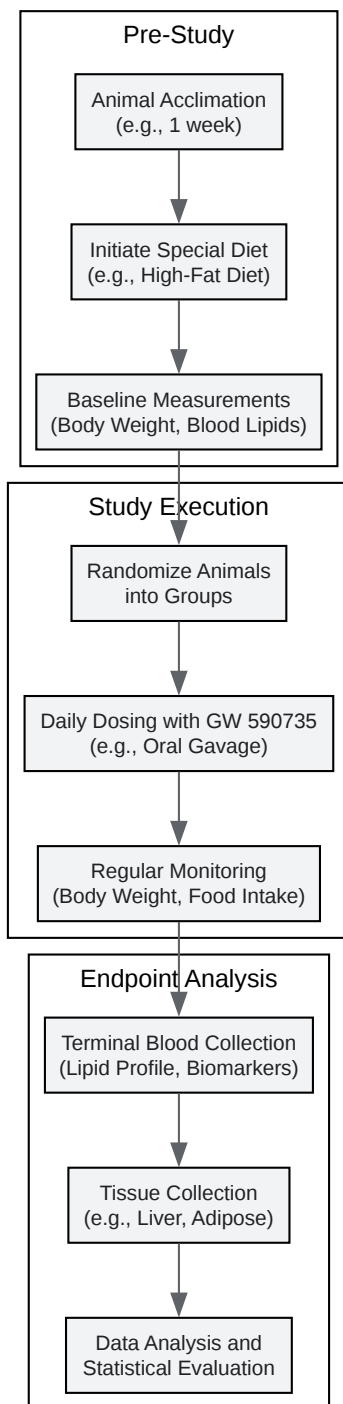 Pre-Study
Animal Acclimation
(e.g., 1 week)
Initiate Special Diet
(e.g., High-Fat Diet)
Baseline Measurements
(Body Weight, Blood Lipids)
Study Execution
Randomize Animals
into Groups
Daily Dosing with GW 590735
(e.g., Oral Gavage)
Regular Monitoring
(Body Weight, Food Intake)
Endpoint Analysis
Terminal Blood Collection
(Lipid Profile, Biomarkers)
Tissue Collection
(e.g., Liver, Adipose)
Data Analysis and
Statistical Evaluation